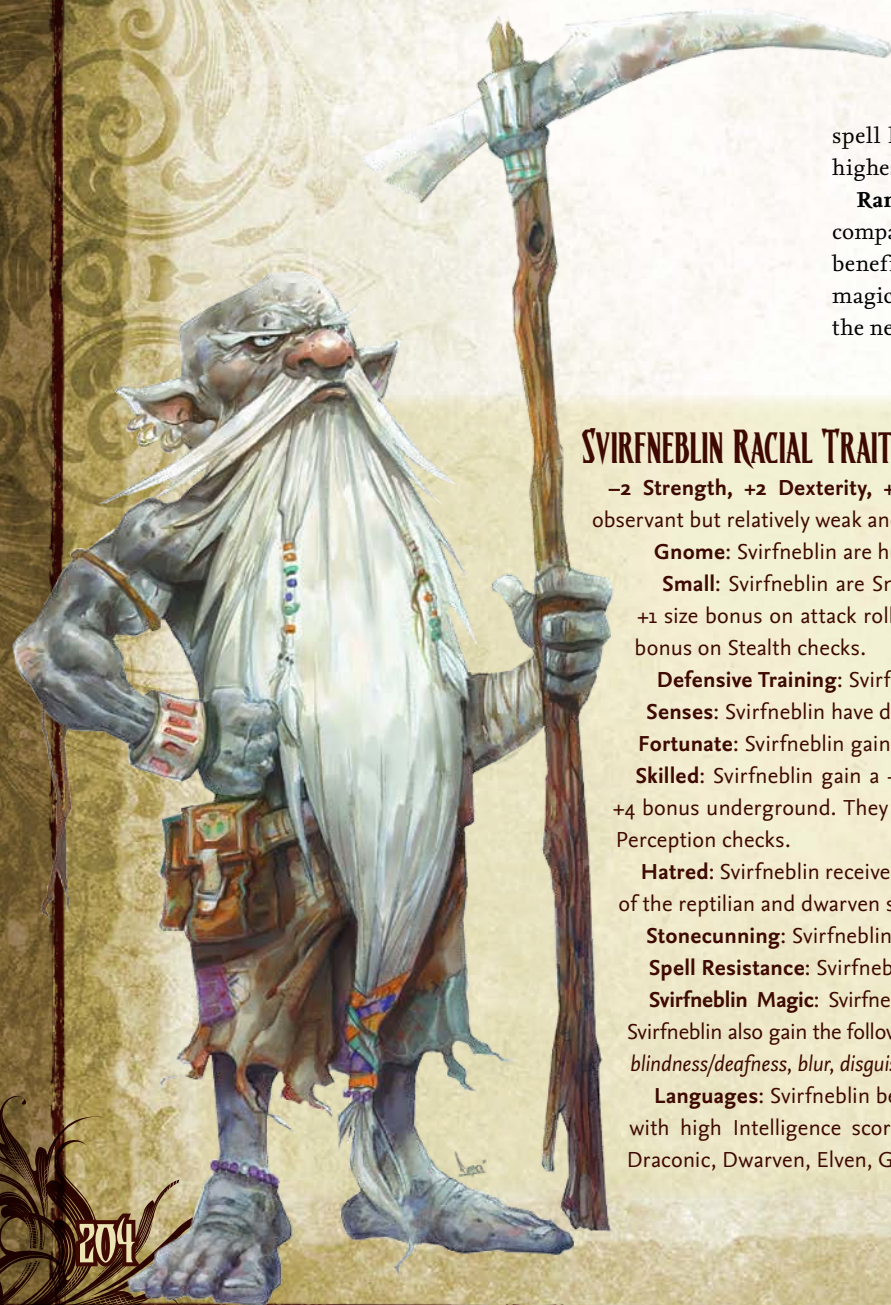 spell
highe
Ran
compa
benef
magic
the ne
SVIRFNEBLIN RACIAL TRAIT
–2 Strength, +2 Dexterity, +
observant but relatively weak an
Gnome: Svirfneblin are h
Small: Svirfneblin are Sn
+1 size bonus on attack roll
bonus on Stealth checks.
Defensive Training: Svirf
Senses: Svirfneblin have d
Fortunate: Svirfneblin gain
Skilled: Svirfneblin gain a
+4 bonus underground. They
Perception checks.
Hatred: Svirfneblin receive
of the reptilian and dwarven s
Stonecunning: Svirfneblin
Spell Resistance: Svirfneb
Svirfneblin Magic: Svirfne
Svirfneblin also gain the follow
blindness/deafness, blur, disguis
Languages: Svirfneblin be
with high Intelligence scor
Draconic, Dwarven, Elven, G
204